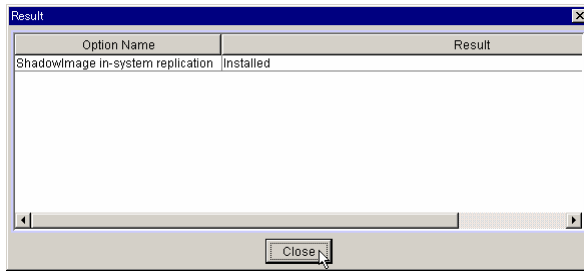 Result
Option Name Result
ShadowImage in-system replication Installed
Close